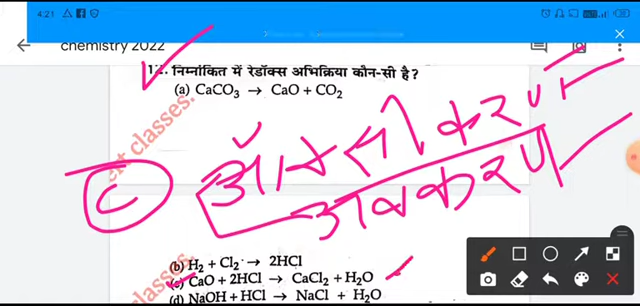 4:21
chemistry 2022
12. निम्नांकित में रेडॉक्स अभिक्रिया कौन-सी है?
(a) CaCO₃ → CaO + CO₂
ऑक्सीकरण
अवकरण
C
classes.
(b) H₂ + Cl₂ → 2HCl
(c) CaO + 2HCl → CaCl₂ + H₂O
(d) NaOH + HCl → NaCl + H₂O
classes.